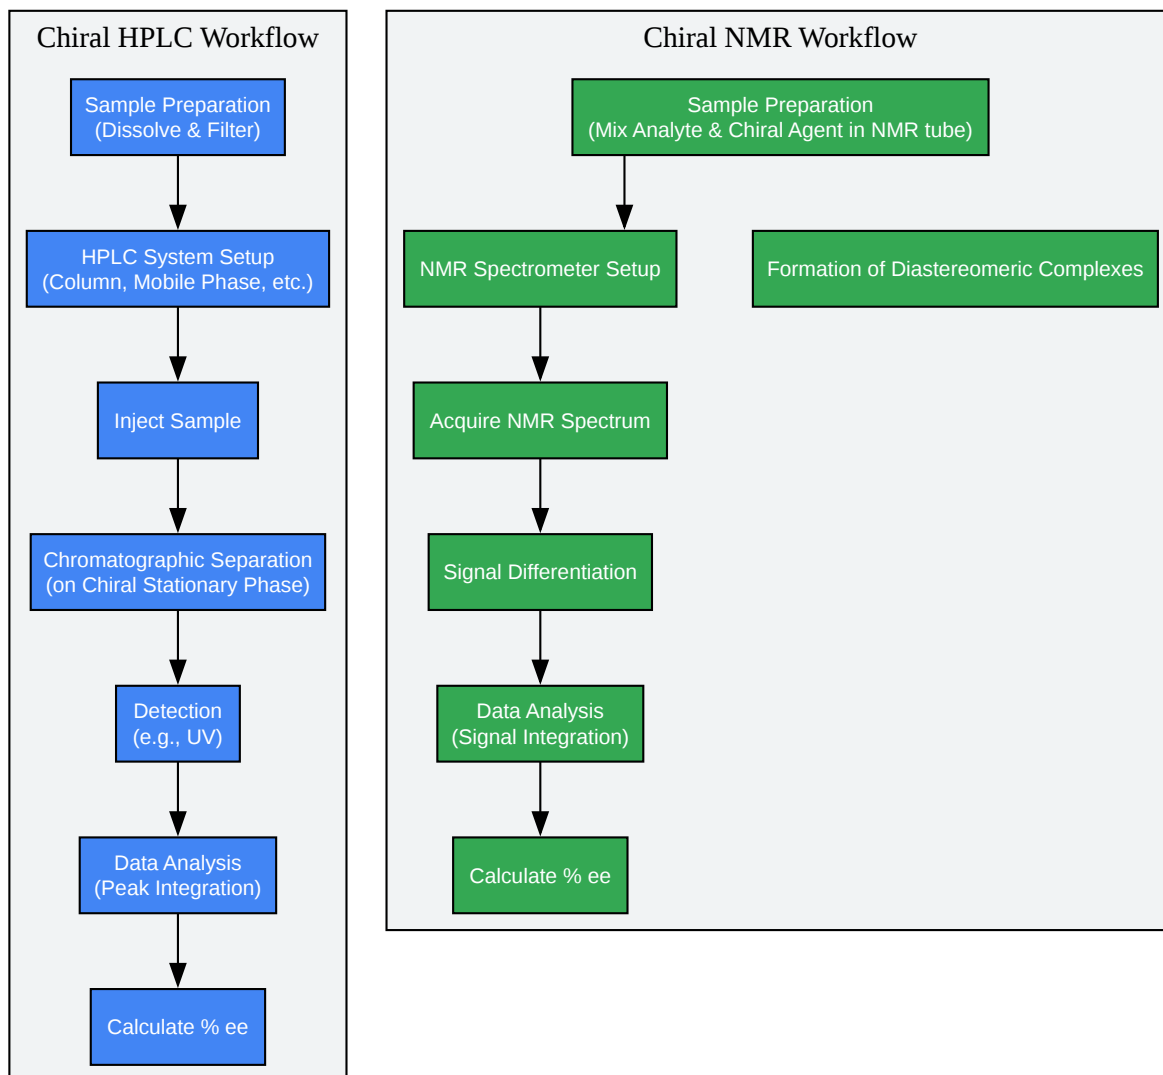 Chiral HPLC Workflow
Sample Preparation
(Dissolve & Filter)
HPLC System Setup
(Column, Mobile Phase, etc.)
Inject Sample
Chromatographic Separation
(on Chiral Stationary Phase)
Detection
(e.g., UV)
Data Analysis
(Peak Integration)
Calculate % ee
Chiral NMR Workflow
Sample Preparation
(Mix Analyte & Chiral Agent in NMR tube)
NMR Spectrometer Setup
Formation of Diastereomeric Complexes
Acquire NMR Spectrum
Signal Differentiation
Data Analysis
(Signal Integration)
Calculate % ee